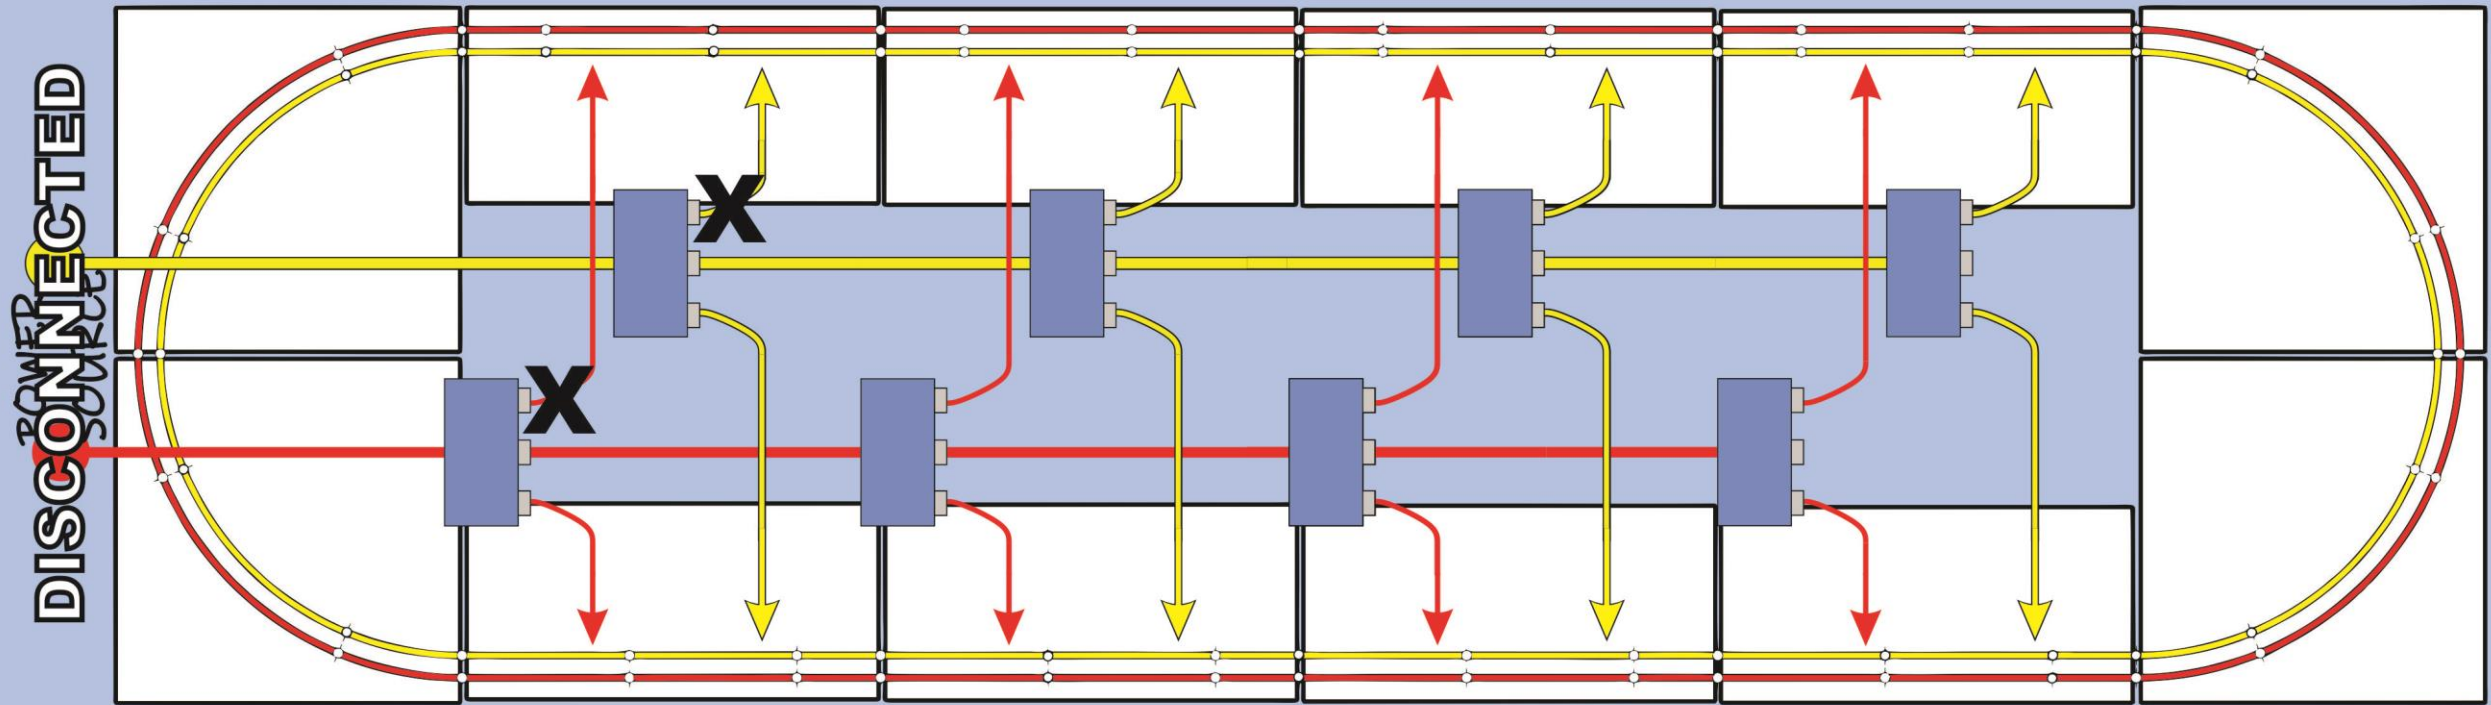 DISCONNECTED
POWER
SOURCE
X
X